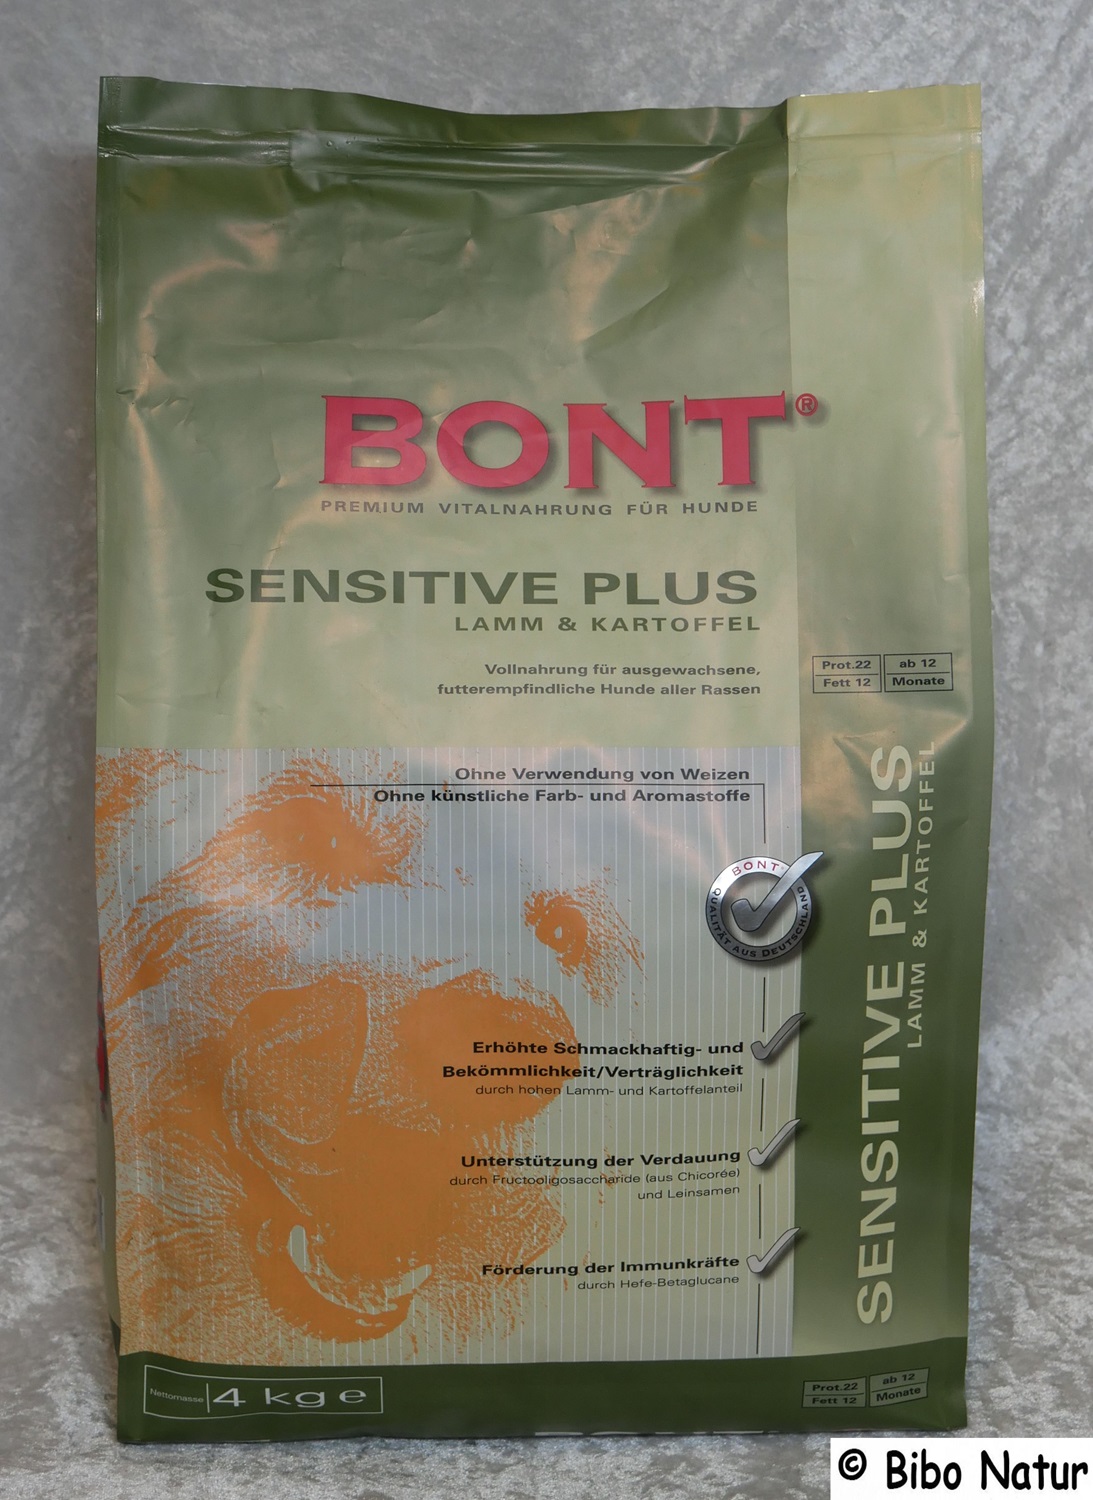 BONT®
PREMIUM VITALNAHRUNG FÜR HUNDE
SENSITIVE PLUS
LAMM & KARTOFFEL
Vollnahrung für ausgewachsene,
futterempfindliche Hunde aller Rassen
Prot.22
Fett 12
ab 12
Monate
Ohne Verwendung von Weizen
Ohne künstliche Farb- und Aromastoffe
BONT
QUALITÄT AUS DEUTSCHLAND
Erhöhte Schmackhaftig- und
Bekömmlichkeit/Verträglichkeit
durch hohen Lamm- und Kartoffelanteil
Unterstützung der Verdauung
durch Fructooligosaccharide (aus Chicorée)
und Leinsamen
Förderung der Immunkräfte
durch Hefe-Betaglucane
SENSITIVE PLUS
LAMM & KARTOFFEL
Nettomasse
4 kg e
Prot.22
Fett 12
ab 12
Monate
© Bibo Natur